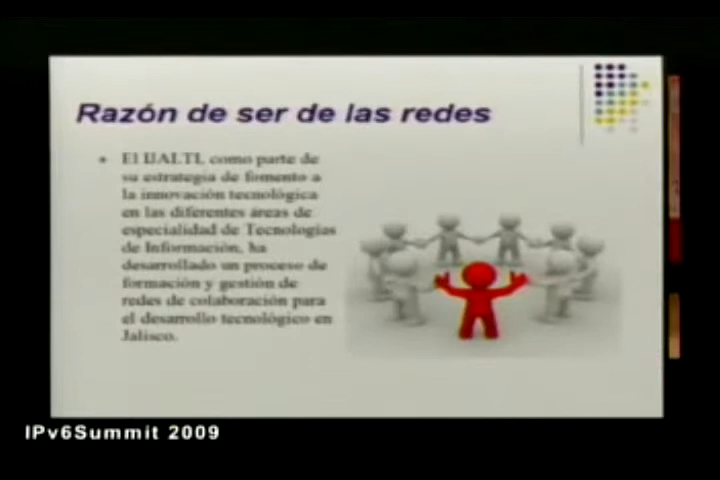 Razón de ser de las redes
• El IJALTI, como parte de
su estrategia de fomento a
la innovación tecnológica
en las diferentes áreas de
especialidad de Tecnologías
de Información, ha
desarrollado un proceso de
formación y gestión de
redes de colaboración para
el desarrollo tecnológico en
Jalisco.
IPv6Summit 2009